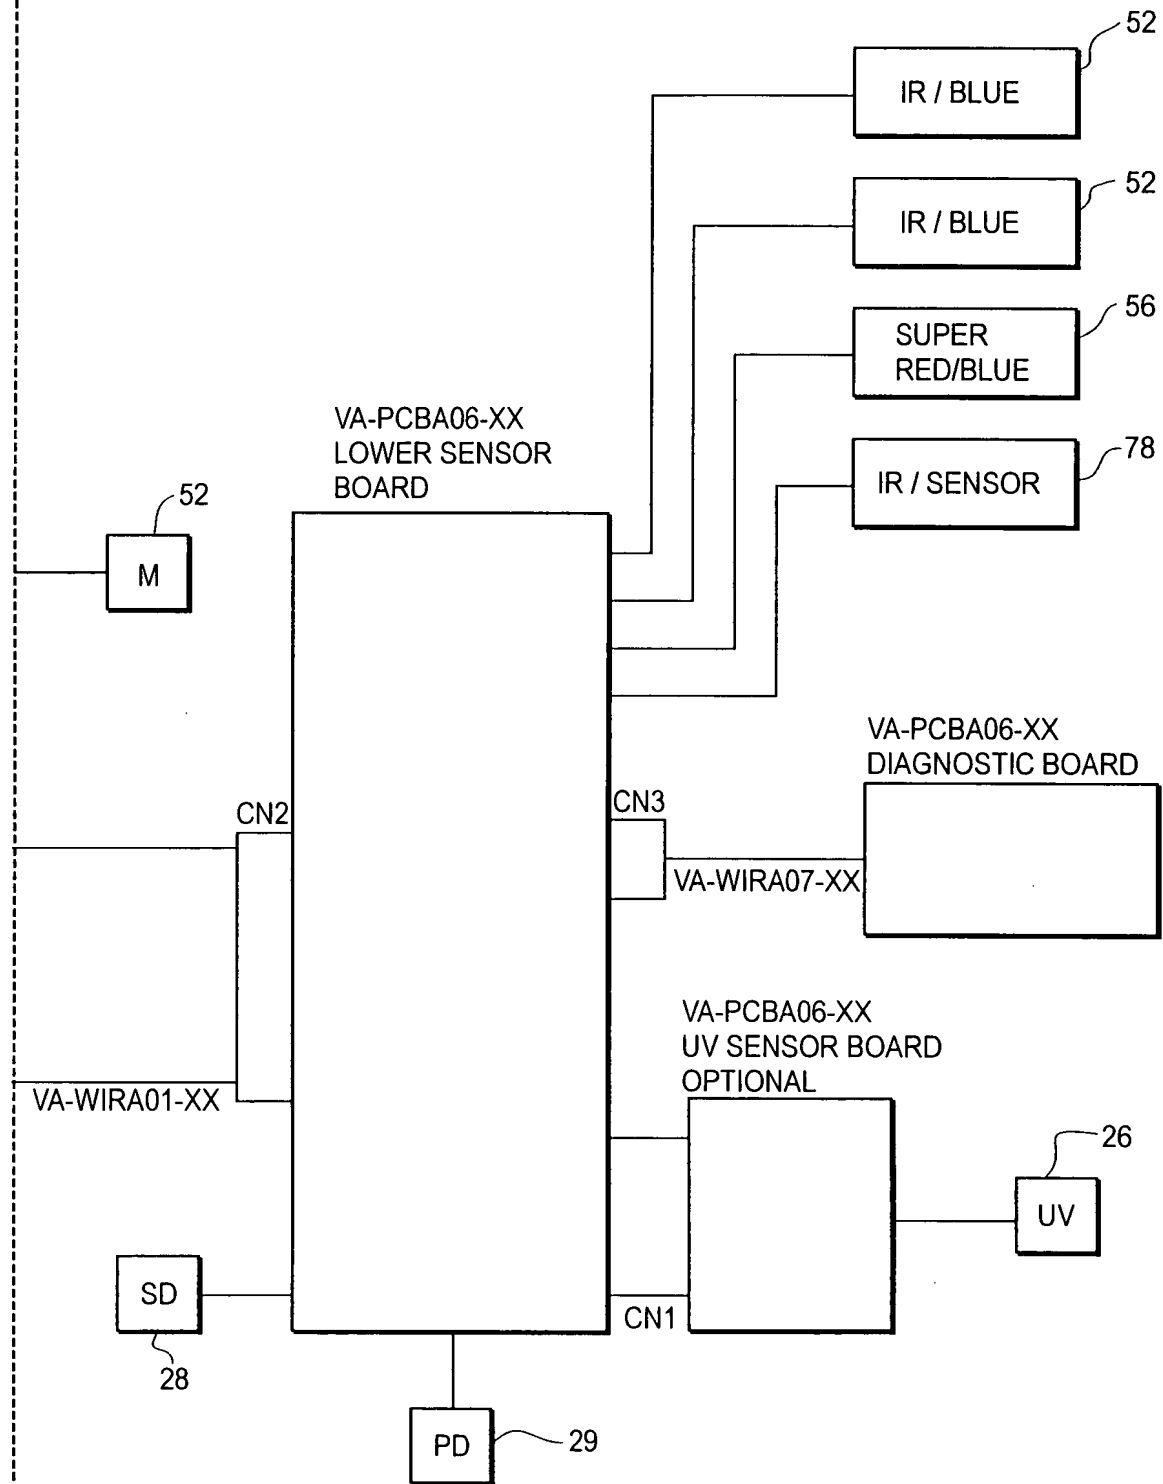 52
IR / BLUE
52
IR / BLUE
56
SUPER
RED/BLUE
VA-PCBA06-XX
LOWER SENSOR
BOARD
78
IR / SENSOR
52
M
VA-PCBA06-XX
DIAGNOSTIC BOARD
CN2
CN3
VA-WIRA07-XX
VA-PCBA06-XX
UV SENSOR BOARD
OPTIONAL
VA-WIRA01-XX
26
UV
SD
CN1
28
PD
29